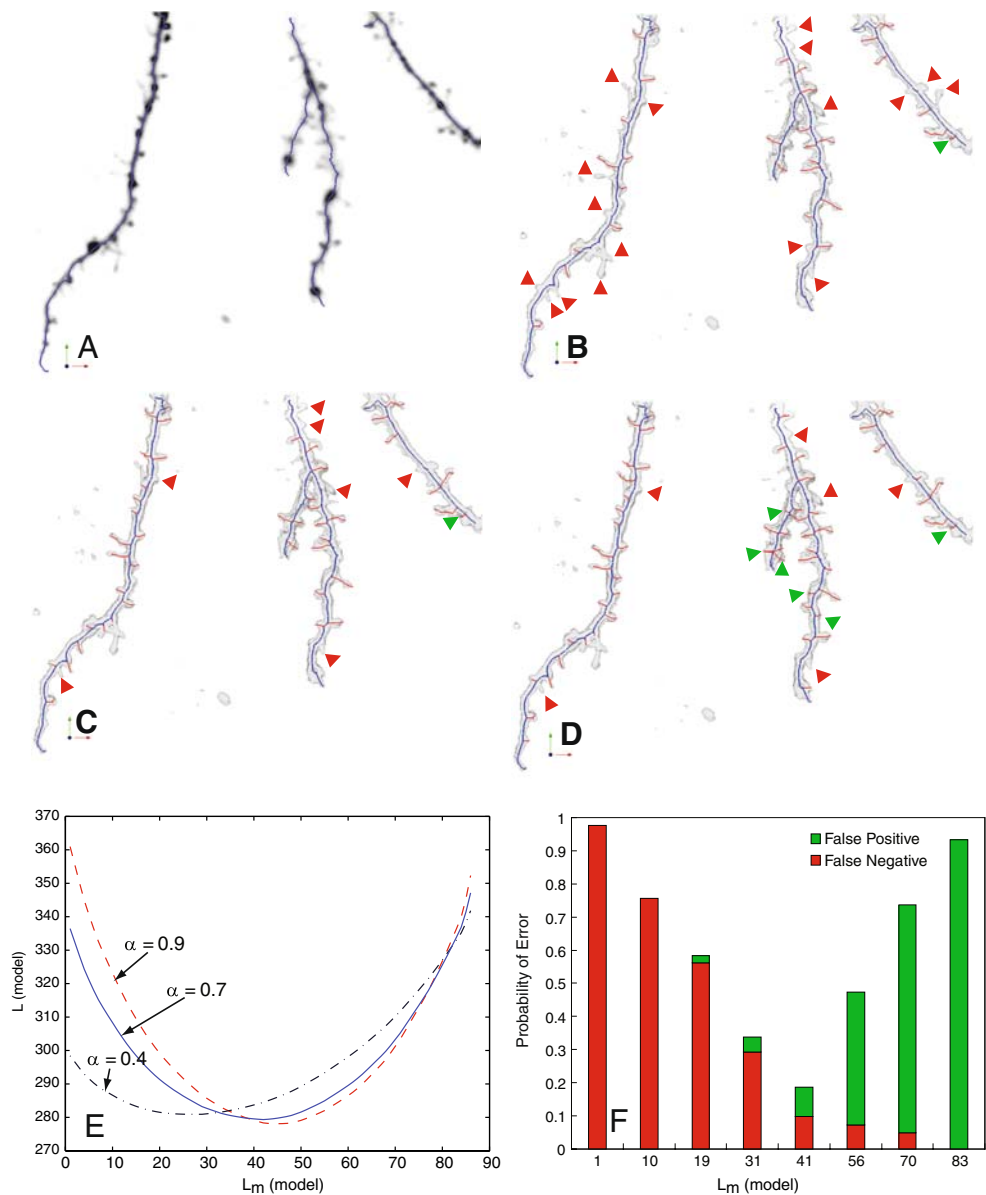 A
B
C
D
370
360
350
340
330
320
310
300
290
280
270
L (model)
α = 0.9
α = 0.7
α = 0.4
E
0 10 20 30 40 50 60 70 80 90
Lm (model)
1
0.9
0.8
0.7
0.6
0.5
0.4
0.3
0.2
0.1
0
Probability of Error
False Positive
False Negative
F
1 10 19 31 41 56 70 83
Lm (model)